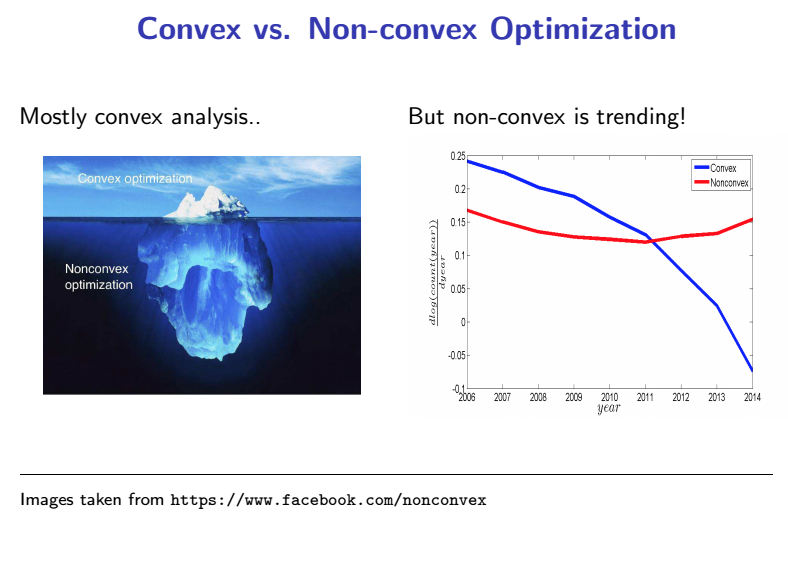 Convex vs. Non-convex Optimization
Mostly convex analysis..
Convex optimization
Nonconvex
optimization
But non-convex is trending!
0.25
0.2
0.15
0.1
0.05
0
-0.05
-0.1
dlog(count(year))
dyear
Convex
Nonconvex
2006 2007 2008 2009 2010 2011 2012 2013 2014
year
Images taken from https://www.facebook.com/nonconvex